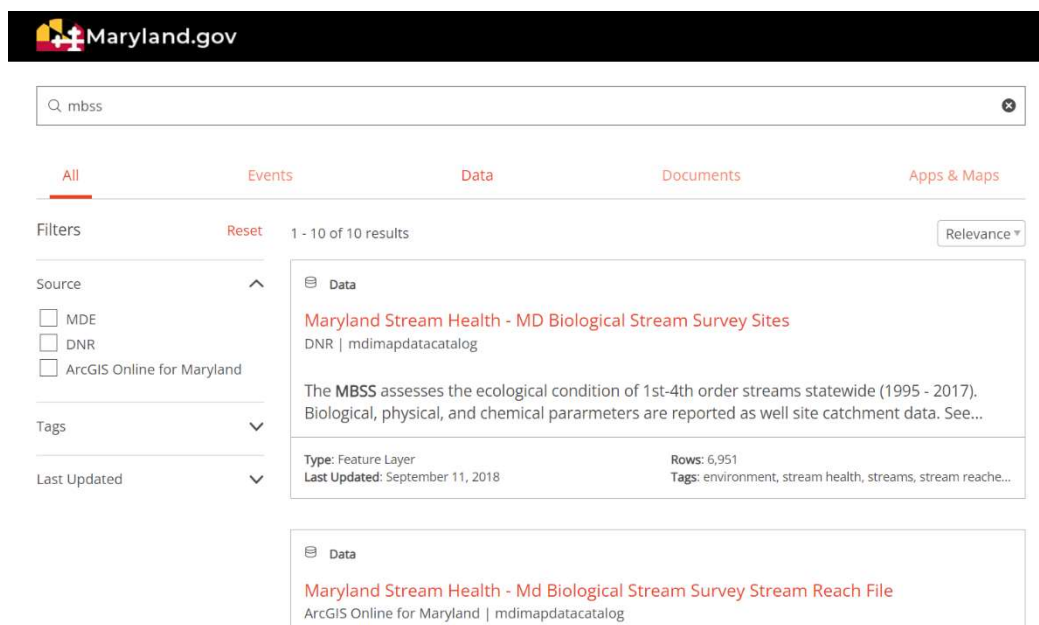 Maryland.gov
mbss
All Events Data Documents Apps & Maps
Filters Reset
1 - 10 of 10 results
Relevance
Source
MDE
DNR
ArcGIS Online for Maryland
Tags
Last Updated
Data
Maryland Stream Health - MD Biological Stream Survey Sites
DNR | mdimapdatacatalog
The MBSS assesses the ecological condition of 1st-4th order streams statewide (1995 - 2017).
Biological, physical, and chemical pararmeters are reported as well site catchment data. See...
Type: Feature Layer
Last Updated: September 11, 2018
Rows: 6,951
Tags: environment, stream health, streams, stream reache...
Data
Maryland Stream Health - Md Biological Stream Survey Stream Reach File
ArcGIS Online for Maryland | mdimapdatacatalog